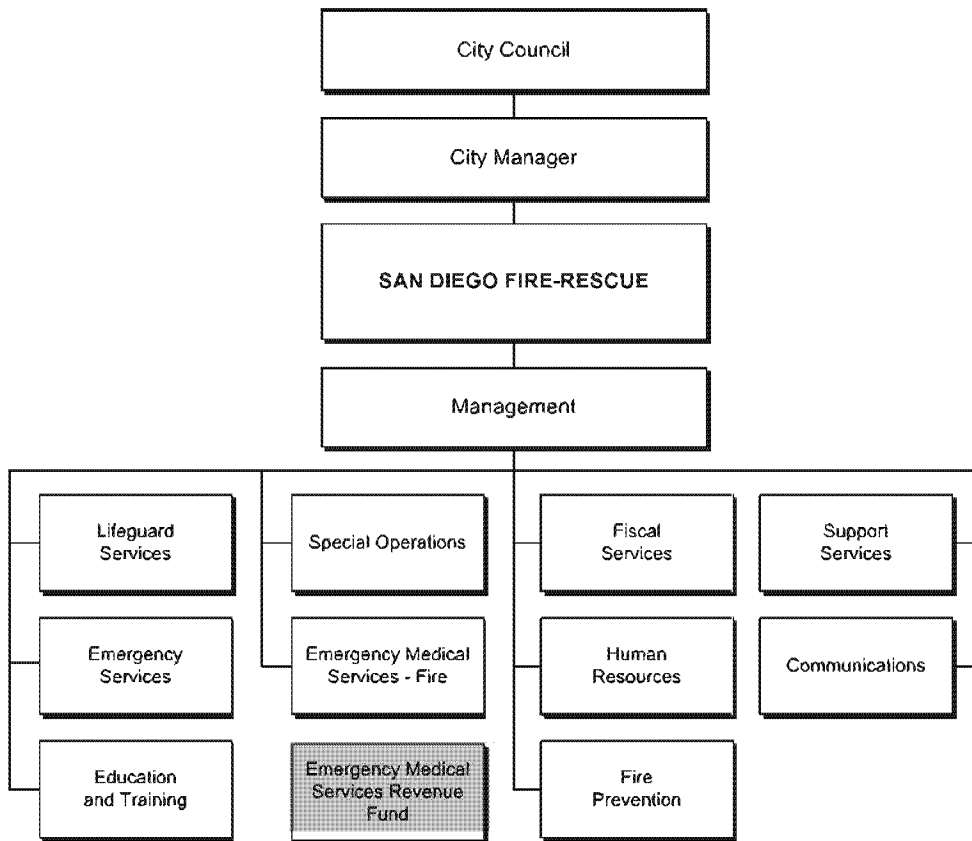 City Council
City Manager
SAN DIEGO FIRE-RESCUE
Management
Lifeguard
Services
Special Operations
Fiscal
Services
Support
Services
Emergency
Services
Emergency Medical
Services - Fire
Human
Resources
Communications
Education
and Training
Emergency Medical
Services Revenue
Fund
Fire
Prevention